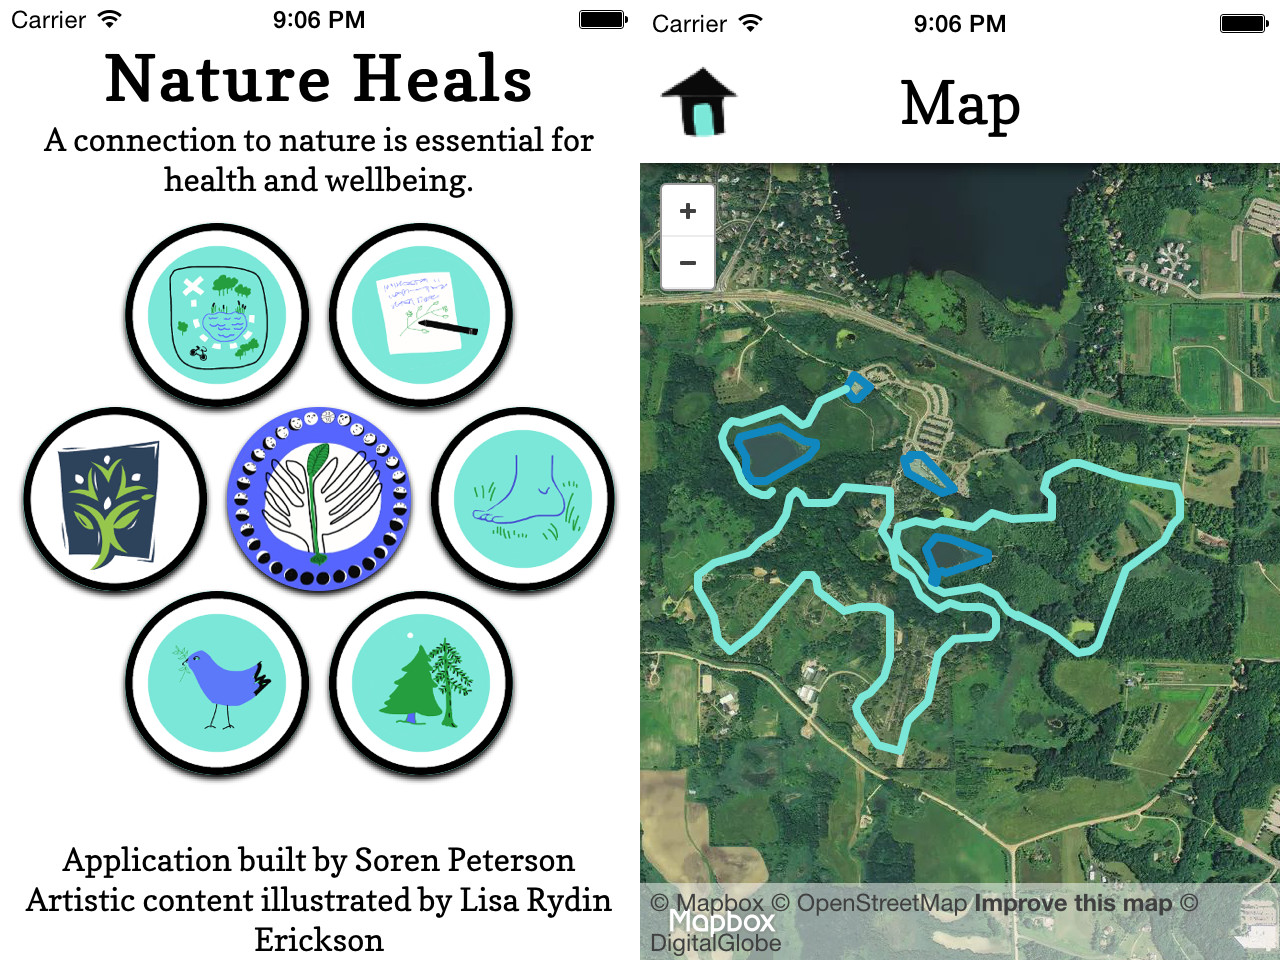 Carrier
9:06 PM
Nature Heals
A connection to nature is essential for
health and wellbeing.
Application built by Soren Peterson
Artistic content illustrated by Lisa Rydin
Erickson
Carrier
9:06 PM
Map
+
−
© Mapbox © OpenStreetMap Improve this map ©
DigitalGlobe
Mapbox